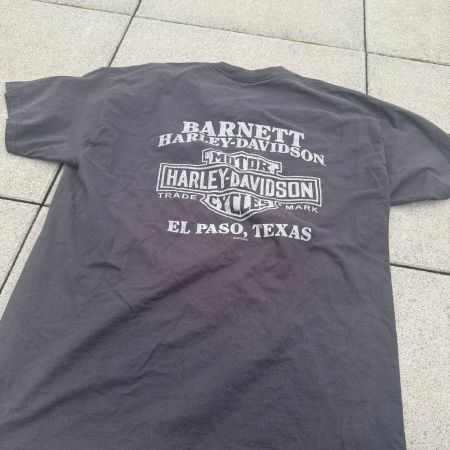 BARNETT
HARLEY-DAVIDSON
MOTOR
HARLEY-DAVIDSON
TRADE MARK
CYCLES
EL PASO, TEXAS